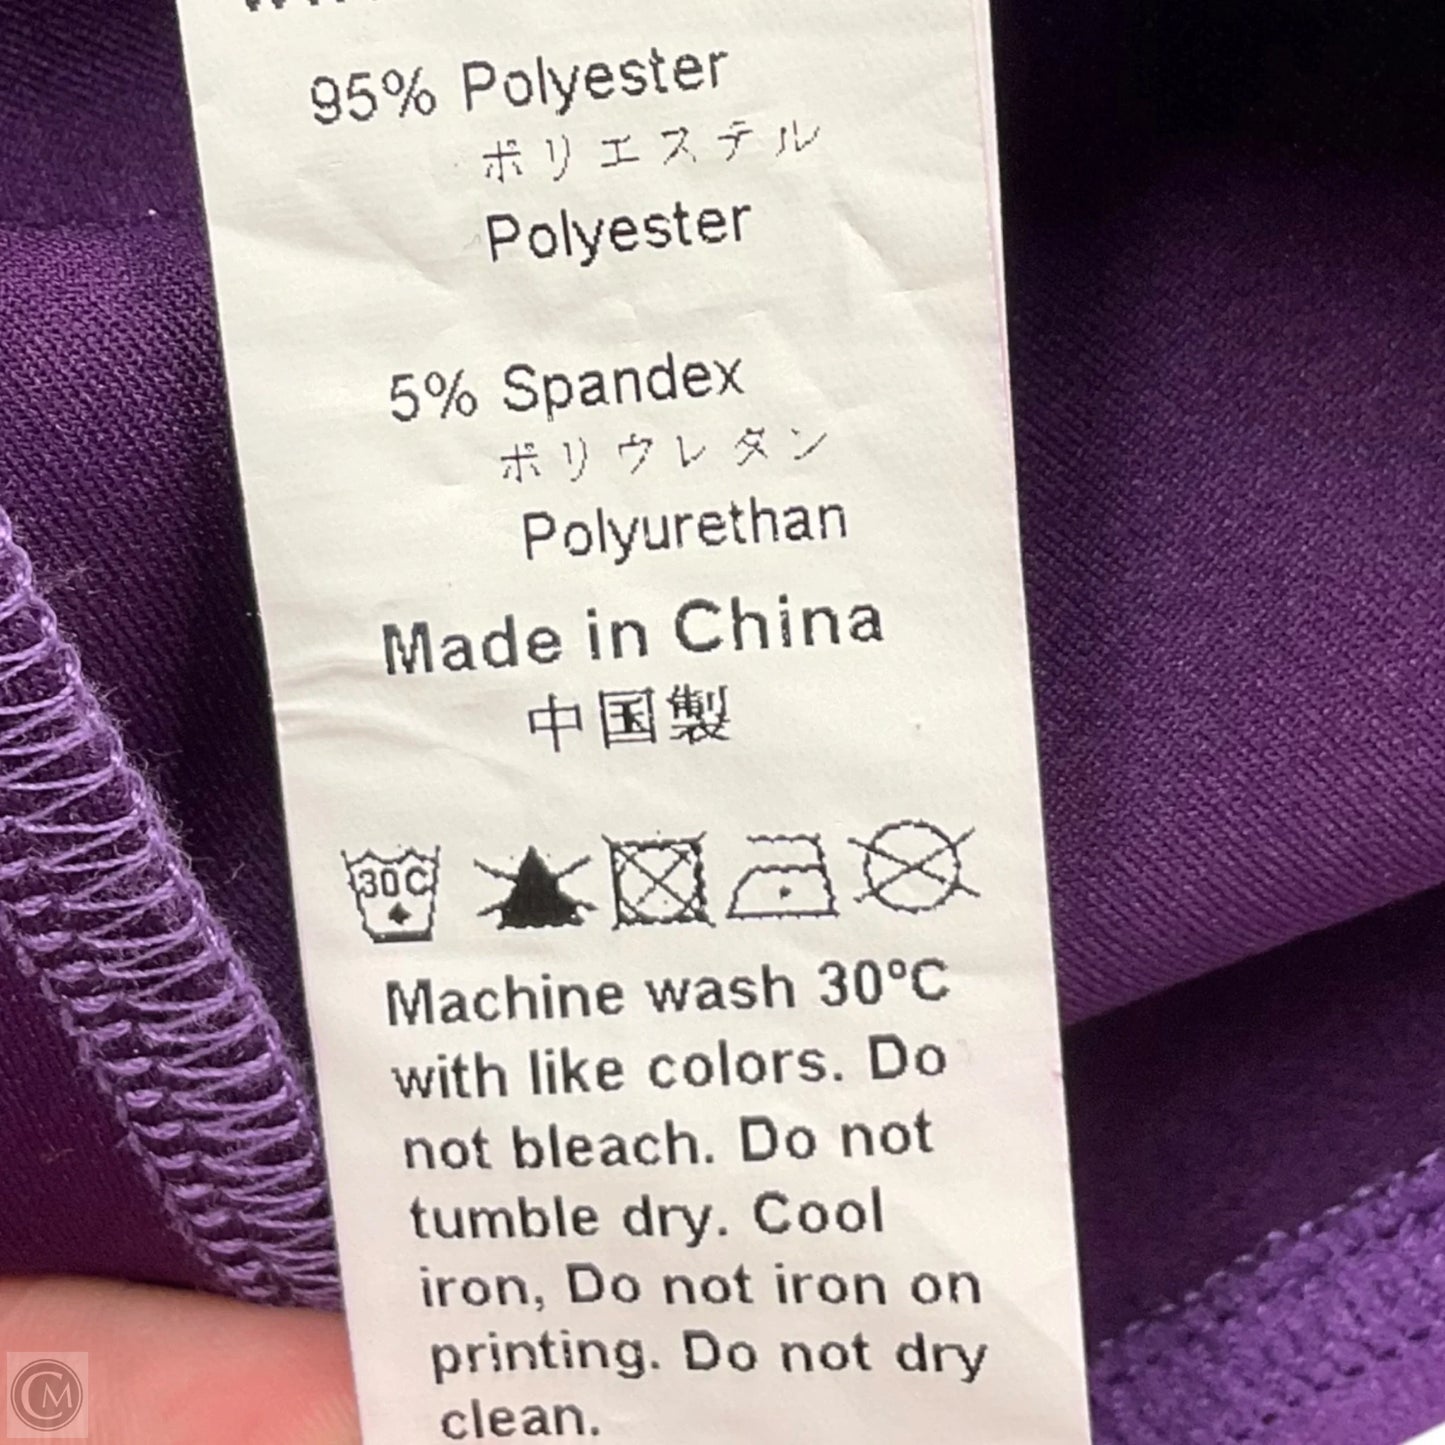 95% Polyester
ポリエステル
Polyester
5% Spandex
ポリウレタン
Polyurethan
Made in China
中国製
30C
Machine wash 30°C
with like colors. Do
not bleach. Do not
tumble dry. Cool
iron, Do not iron on
printing. Do not dry
clean.
CM